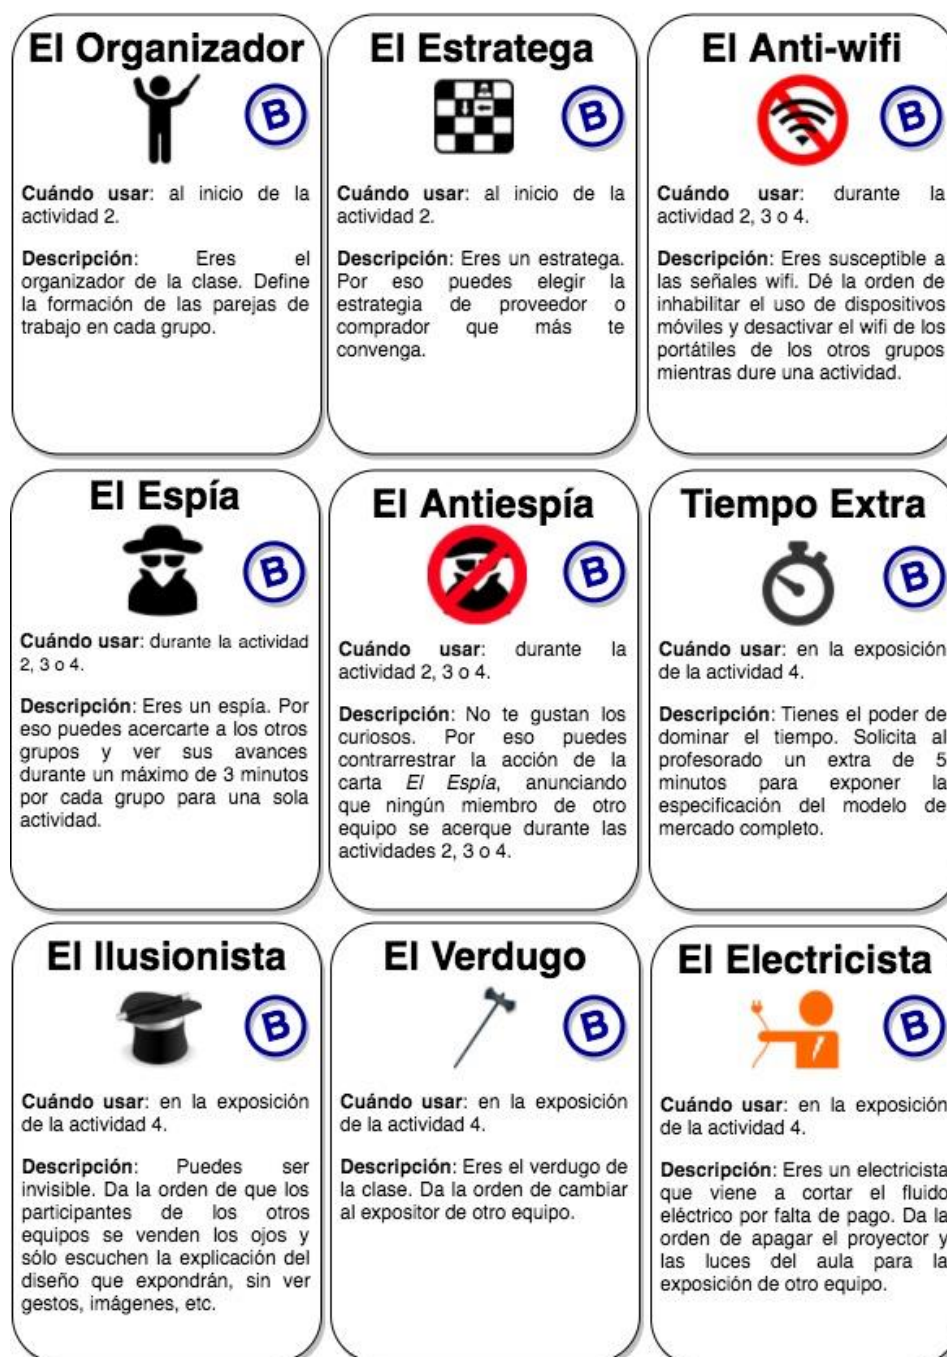 El Organizador
B
Cuándo usar: al inicio de la
actividad 2.
Descripción: Eres el
organizador de la clase. Define
la formación de las parejas de
trabajo en cada grupo.
El Estratega
B
Cuándo usar: al inicio de la
actividad 2.
Descripción: Eres un estratega.
Por eso puedes elegir la
estrategia de proveedor o
comprador que más te
convenga.
El Anti-wifi
B
Cuándo usar: durante la
actividad 2, 3 o 4.
Descripción: Eres susceptible a
las señales wifi. Dé la orden de
inhabilitar el uso de dispositivos
móviles y desactivar el wifi de los
portátiles de los otros grupos
mientras dure una actividad.
El Espía
B
Cuándo usar: durante la actividad
2, 3 o 4.
Descripción: Eres un espía. Por
eso puedes acercarte a los otros
grupos y ver sus avances
durante un máximo de 3 minutos
por cada grupo para una sola
actividad.
El Antiespía
B
Cuándo usar: durante la
actividad 2, 3 o 4.
Descripción: No te gustan los
curiosos. Por eso puedes
contrarrestrar la acción de la
carta El Espía, anunciando
que ningún miembro de otro
equipo se acerque durante las
actividades 2, 3 o 4.
Tiempo Extra
B
Cuándo usar: en la exposición
de la actividad 4.
Descripción: Tienes el poder de
dominar el tiempo. Solicita al
profesorado un extra de 5
minutos para exponer la
especificación del modelo de
mercado completo.
El Ilusionista
B
Cuándo usar: en la exposición
de la actividad 4.
Descripción: Puedes ser
invisible. Da la orden de que los
participantes de los otros
equipos se venden los ojos y
sólo escuchen la explicación del
diseño que expondrán, sin ver
gestos, imágenes, etc.
El Verdugo
B
Cuándo usar: en la exposición
de la actividad 4.
Descripción: Eres el verdugo de
la clase. Da la orden de cambiar
al expositor de otro equipo.
El Electricista
B
Cuándo usar: en la exposición
de la actividad 4.
Descripción: Eres un electricista
que viene a cortar el fluido
eléctrico por falta de pago. Da la
orden de apagar el proyector y
las luces del aula para la
exposición de otro equipo.